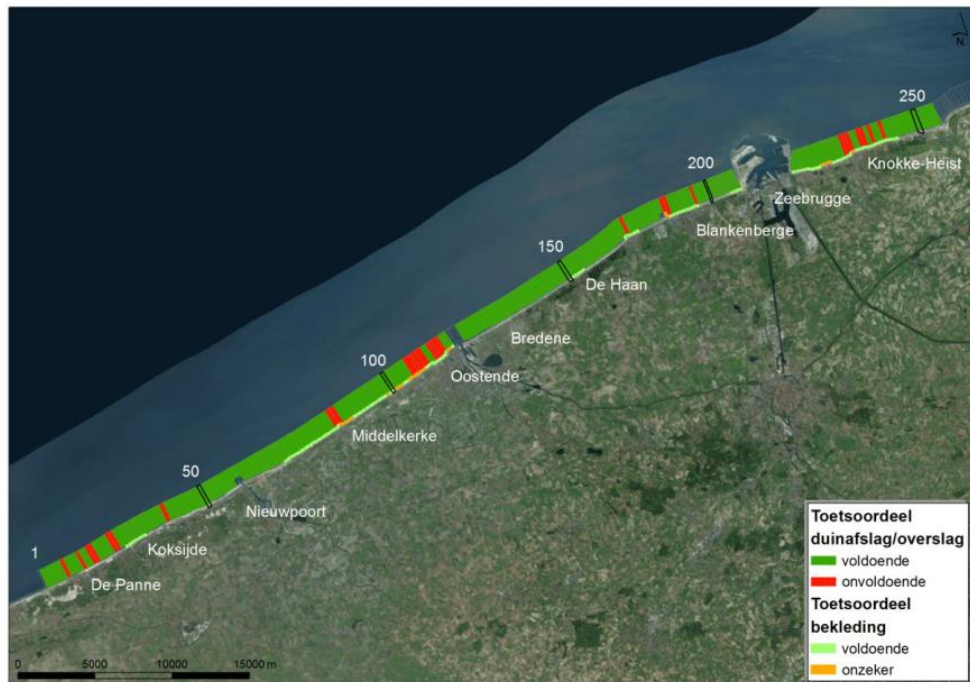 N
250
Knokke-Heist
200
Zeebrugge
Blankenberge
150
De Haan
Bredene
100
Oostende
Middelkerke
50
Nieuwpoort
1
Koksijde
De Panne
Toetsoordeel
duinafslag/overslag
voldoende
onvoldoende
Toetsoordeel
bekleding
voldoende
onzeker
0 5000 10000 15000 m